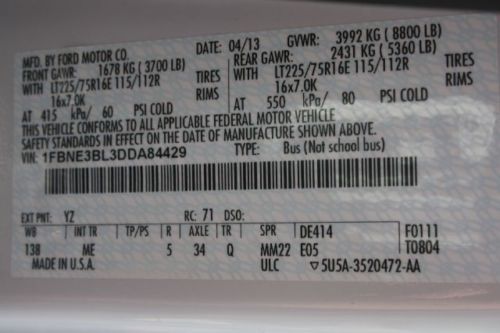 MFD. BY FORD MOTOR CO. DATE: 04/13 GVWR: 3992 KG ( 8800 LB)
FRONT GAWR: 1678 KG ( 3700 LB) REAR GAWR: 2431 KG ( 5360 LB)
WITH LT225/75R16E 115/112R TIRES WITH LT225/75R16E 115/112R TIRES
16x7.0K RIMS 16x7.0K RIMS
AT 415 kPa/ 60 PSI COLD AT 550 kPa/ 80 PSI COLD
THIS VEHICLE CONFORMS TO ALL APPLICABLE FEDERAL MOTOR VEHICLE
SAFETY STANDARDS IN EFFECT ON THE DATE OF MANUFACTURE SHOWN ABOVE.
VIN: 1FBNE3BL3DDA84429 TYPE: Bus (Not school bus)
EXT PNT: YZ RC: 71 DSO:
WB INT TR TP/PS R AXLE TR SPR DE414 F0111
138 ME 5 34 Q MM22 E05 T0804
MADE IN U.S.A. ULC ▽5U5A-3520472-AA